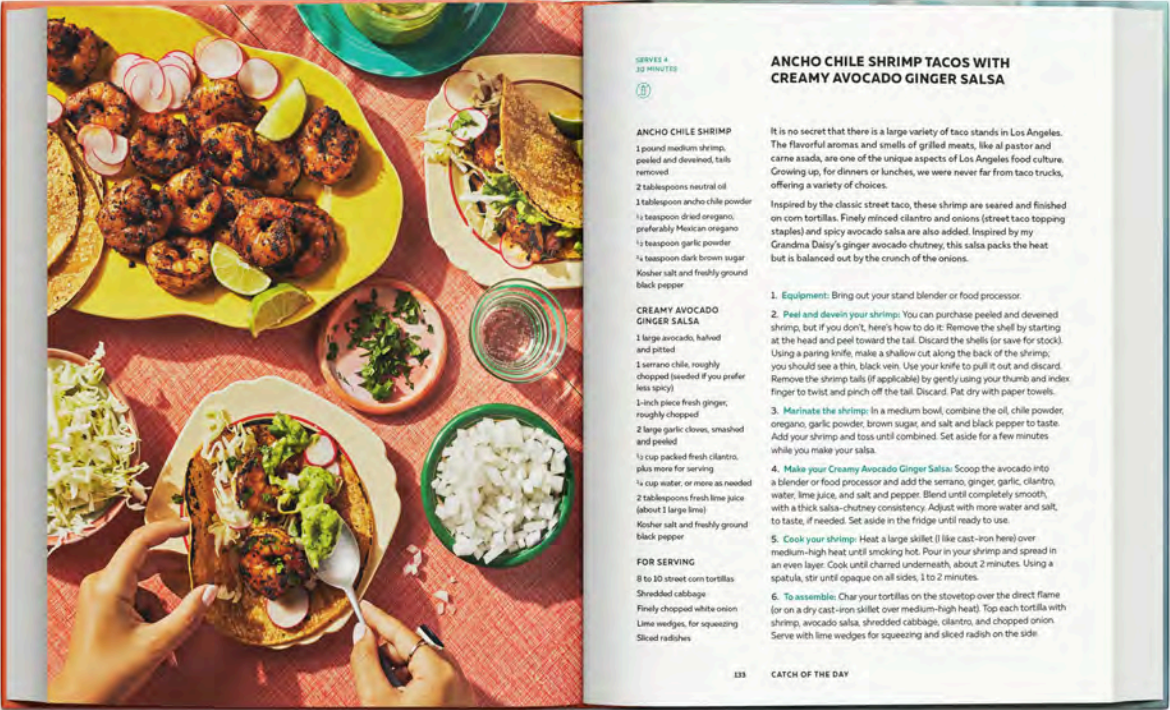 SERVES 4
30 MINUTES
ANCHO CHILE SHRIMP TACOS WITH
CREAMY AVOCADO GINGER SALSA
ANCHO CHILE SHRIMP
1 pound medium shrimp,
peeled and deveined, tails
removed
2 tablespoons neutral oil
1 tablespoon ancho chile powder
½ teaspoon dried oregano,
preferably Mexican oregano
½ teaspoon garlic powder
¼ teaspoon dark brown sugar
Kosher salt and freshly ground
black pepper
CREAMY AVOCADO
GINGER SALSA
1 large avocado, halved
and pitted
1 serrano chile, roughly
chopped (seeded if you prefer
less spicy)
1-inch piece fresh ginger,
roughly chopped
2 large garlic cloves, smashed
and peeled
½ cup packed fresh cilantro,
plus more for serving
¼ cup water, or more as needed
2 tablespoons fresh lime juice
(about 1 large lime)
Kosher salt and freshly ground
black pepper
FOR SERVING
8 to 10 street corn tortillas
Shredded cabbage
Finely chopped white onion
Lime wedges, for squeezing
Sliced radishes
It is no secret that there is a large variety of taco stands in Los Angeles.
The flavorful aromas and smells of grilled meats, like al pastor and
carne asada, are one of the unique aspects of Los Angeles food culture.
Growing up, for dinners or lunches, we were never far from taco trucks,
offering a variety of choices.
Inspired by the classic street taco, these shrimp are seared and finished
on corn tortillas. Finely minced cilantro and onions (street taco topping
staples) and spicy avocado salsa are also added. Inspired by my
Grandma Daisy's ginger avocado chutney, this salsa packs the heat
but is balanced out by the crunch of the onions.
1. Equipment: Bring out your stand blender or food processor.
2. Peel and devein your shrimp: You can purchase peeled and deveined
shrimp, but if you don't, here's how to do it: Remove the shell by starting
at the head and peel toward the tail. Discard the shells (or save for stock).
Using a paring knife, make a shallow cut along the back of the shrimp;
you should see a thin, black vein. Use your knife to pull it out and discard.
Remove the shrimp tails (if applicable) by gently using your thumb and index
finger to twist and pinch off the tail. Discard. Pat dry with paper towels.
3. Marinate the shrimp: In a medium bowl, combine the oil, chile powder,
oregano, garlic powder, brown sugar, and salt and black pepper to taste.
Add your shrimp and toss until combined. Set aside for a few minutes
while you make your salsa.
4. Make your Creamy Avocado Ginger Salsa: Scoop the avocado into
a blender or food processor and add the serrano, ginger, garlic, cilantro,
water, lime juice, and salt and pepper. Blend until completely smooth,
with a thick salsa-chutney consistency. Adjust with more water and salt,
to taste, if needed. Set aside in the fridge until ready to use.
5. Cook your shrimp: Heat a large skillet (I like cast-iron here) over
medium-high heat until smoking hot. Pour in your shrimp and spread in
an even layer. Cook until charred underneath, about 2 minutes. Using a
spatula, stir until opaque on all sides, 1 to 2 minutes.
6. To assemble: Char your tortillas on the stovetop over the direct flame
(or on a dry cast-iron skillet over medium-high heat). Top each tortilla with
shrimp, avocado salsa, shredded cabbage, cilantro, and chopped onion.
Serve with lime wedges for squeezing and sliced radish on the side.
133 CATCH OF THE DAY